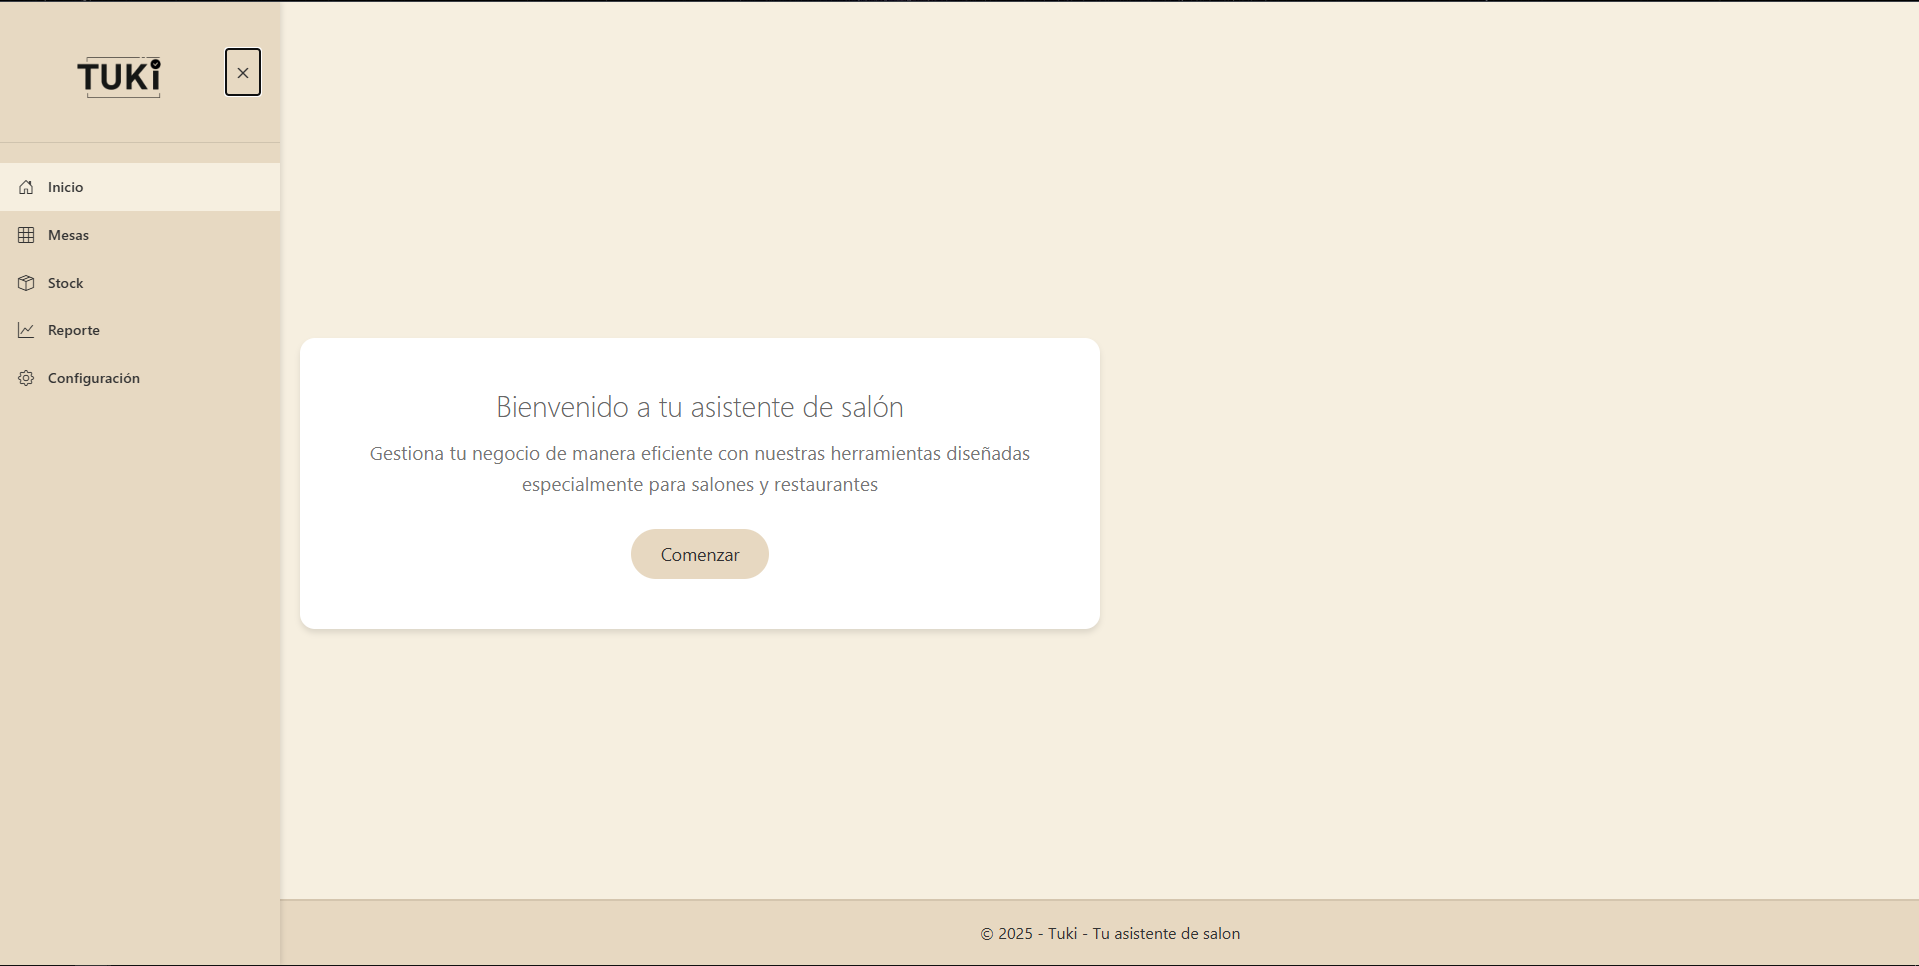 TUKi
Inicio
Mesas
Stock
Reporte
Configuración
Bienvenido a tu asistente de salón
Gestiona tu negocio de manera eficiente con nuestras herramientas diseñadas
especialmente para salones y restaurantes
Comenzar
© 2025 - Tuki - Tu asistente de salon